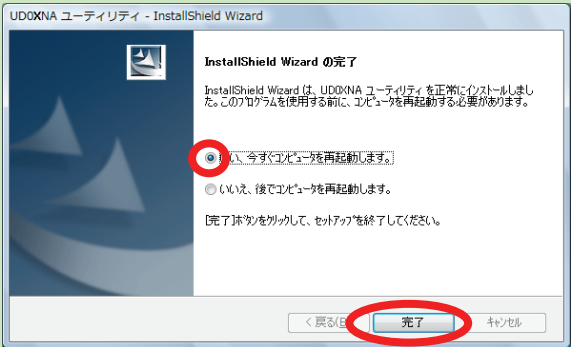 UD0XNA ユーティリティ - InstallShield Wizard
InstallShield Wizard の完了
InstallShield Wizard は、UD0XNA ユーティリティ を正常にインストールしまし
た。このプログラムを使用する前に、コンピュータを再起動する必要があります。
い、今すぐコンピュータを再起動します。
いいえ、後でコンピュータを再起動します。
[完了]ボタンをクリックして、セットアップを終了してください。
< 戻る(B
完了
キャンセル